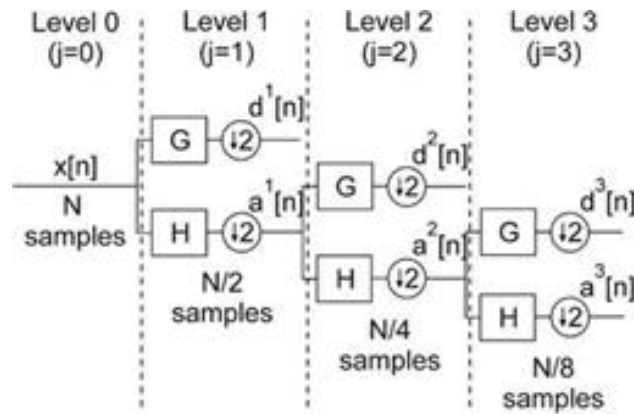 Level 0
(j=0)
Level 1
(j=1)
Level 2
(j=2)
Level 3
(j=3)
x[n]
N
samples
G
↓2
d¹[n]
H
↓2
a¹[n]
N/2
samples
G
↓2
d²[n]
H
↓2
a²[n]
N/4
samples
G
↓2
d³[n]
H
↓2
a³[n]
N/8
samples